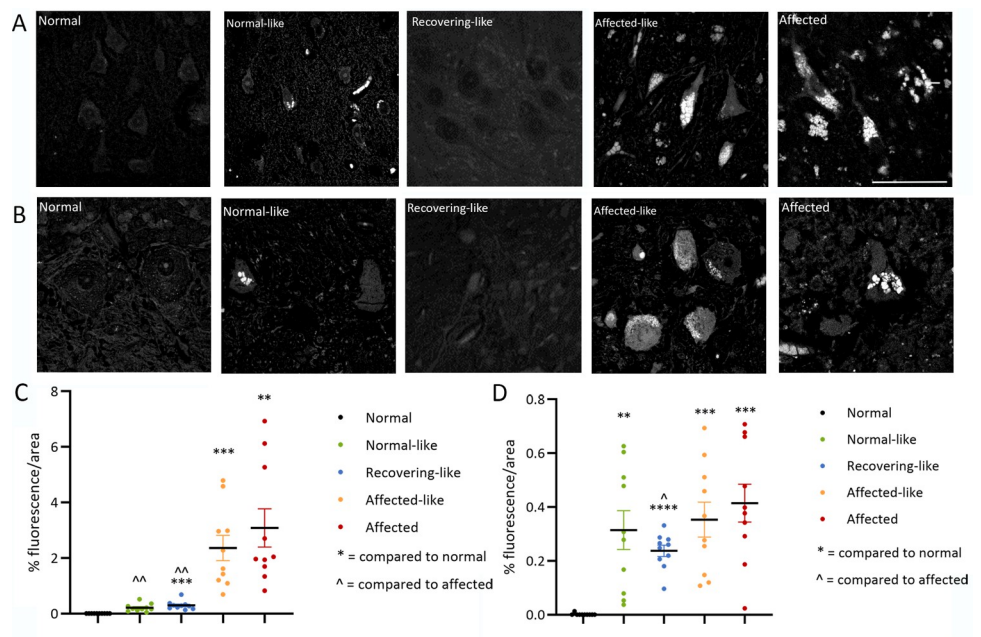 A
Normal
Normal-like
Recovering-like
Affected-like
Affected
B
Normal
Normal-like
Recovering-like
Affected-like
Affected
C
% fluorescence/area
8
6
4
2
0
^^
^^
***
***
**
Normal
Normal-like
Recovering-like
Affected-like
Affected
* = compared to normal
^ = compared to affected
D
% fluorescence/area
0.8
0.6
0.4
0.2
0.0
**
^
****
***
***
Normal
Normal-like
Recovering-like
Affected-like
Affected
* = compared to normal
^ = compared to affected